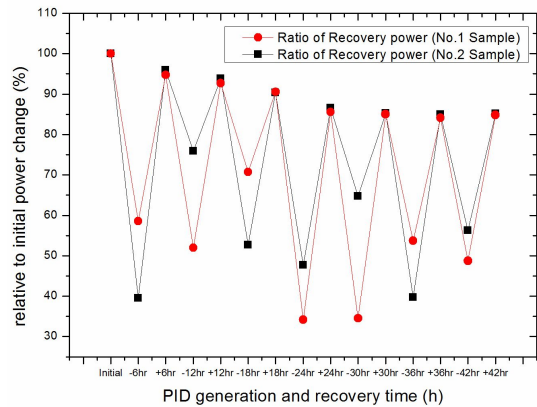 Ratio of Recovery power (No.1 Sample)
Ratio of Recovery power (No.2 Sample)
relative to initial power change (%)
110
100
90
80
70
60
50
40
30
Initial -6hr +6hr -12hr +12hr -18hr +18hr -24hr +24hr -30hr +30hr -36hr +36hr -42hr +42hr
PID generation and recovery time (h)